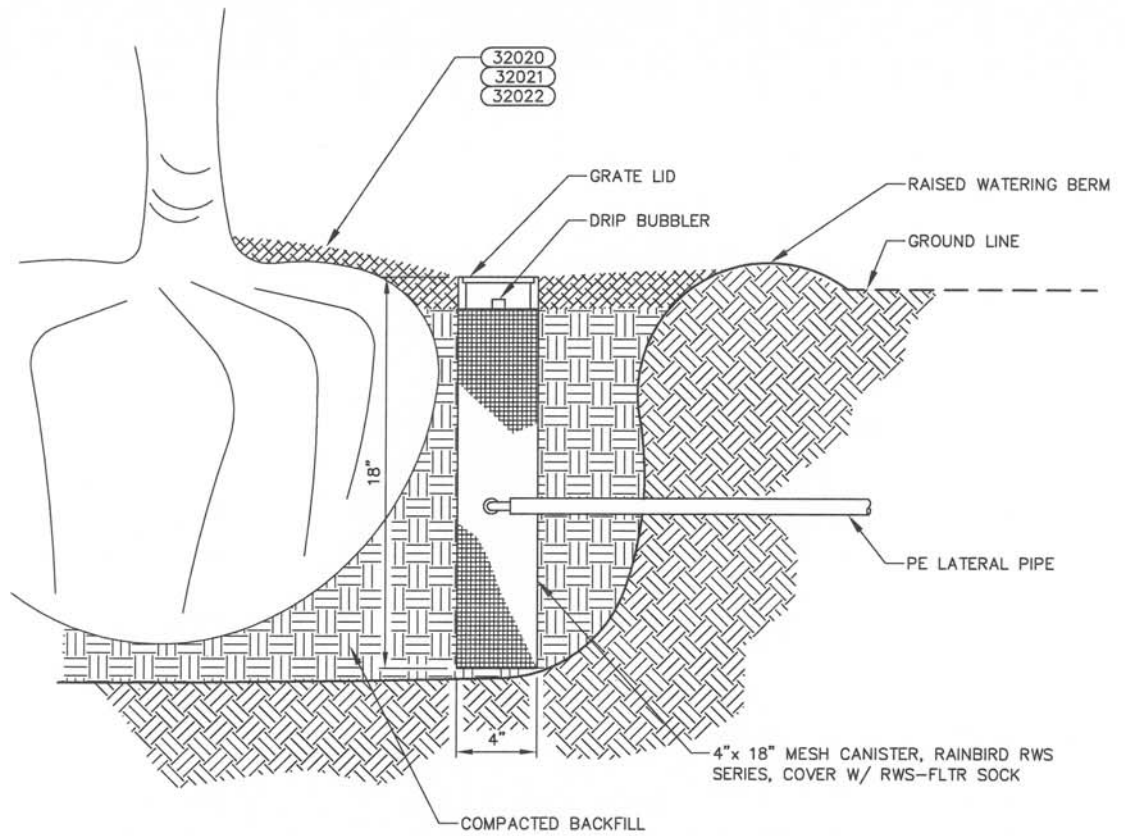 32020
32021
32022
GRATE LID
DRIP BUBBLER
RAISED WATERING BERM
GROUND LINE
18"
PE LATERAL PIPE
4"
4"x 18" MESH CANISTER, RAINBIRD RWS
SERIES, COVER W/ RWS-FLTR SOCK
COMPACTED BACKFILL